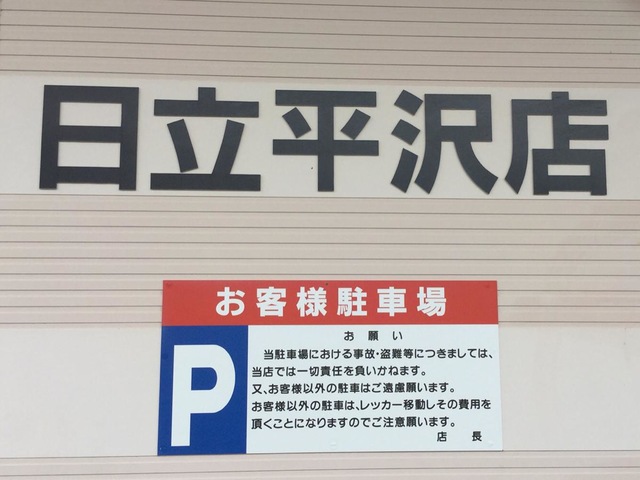 日立平沢店
お客様駐車場
P
お願い
当駐車場における事故・盗難等につきましては、
当店では一切責任を負いかねます。
又、お客様以外の駐車はご遠慮願います。
お客様以外の駐車は、レッカー移動しその費用を
頂くことになりますのでご注意願います。
店長